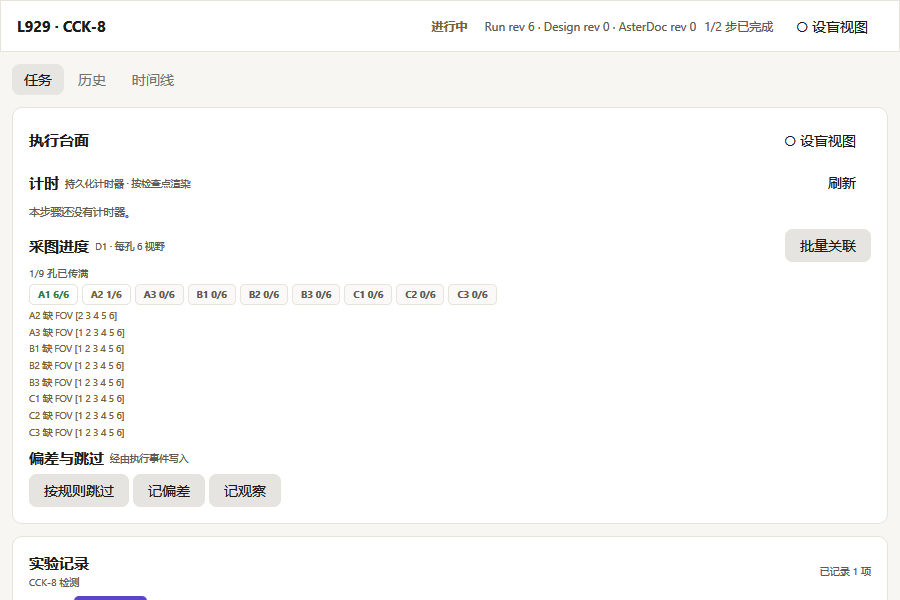 L929 · CCK-8
进行中 Run rev 6 · Design rev 0 · AsterDoc rev 0 1/2 步已完成 设盲视图
任务 历史 时间线
执行台面 设盲视图
计时 持久化计时器 · 按检查点渲染 刷新
本步骤还没有计时器。
采图进度 D1 · 每孔 6 视野 批量关联
1/9 孔已传满
A1 6/6 A2 1/6 A3 0/6 B1 0/6 B2 0/6 B3 0/6 C1 0/6 C2 0/6 C3 0/6
A2 缺 FOV [2 3 4 5 6]
A3 缺 FOV [1 2 3 4 5 6]
B1 缺 FOV [1 2 3 4 5 6]
B2 缺 FOV [1 2 3 4 5 6]
B3 缺 FOV [1 2 3 4 5 6]
C1 缺 FOV [1 2 3 4 5 6]
C2 缺 FOV [1 2 3 4 5 6]
C3 缺 FOV [1 2 3 4 5 6]
偏差与跳过 经由执行事件写入
按规则跳过 记偏差 记观察
实验记录 已记录 1 项
CCK-8 检测